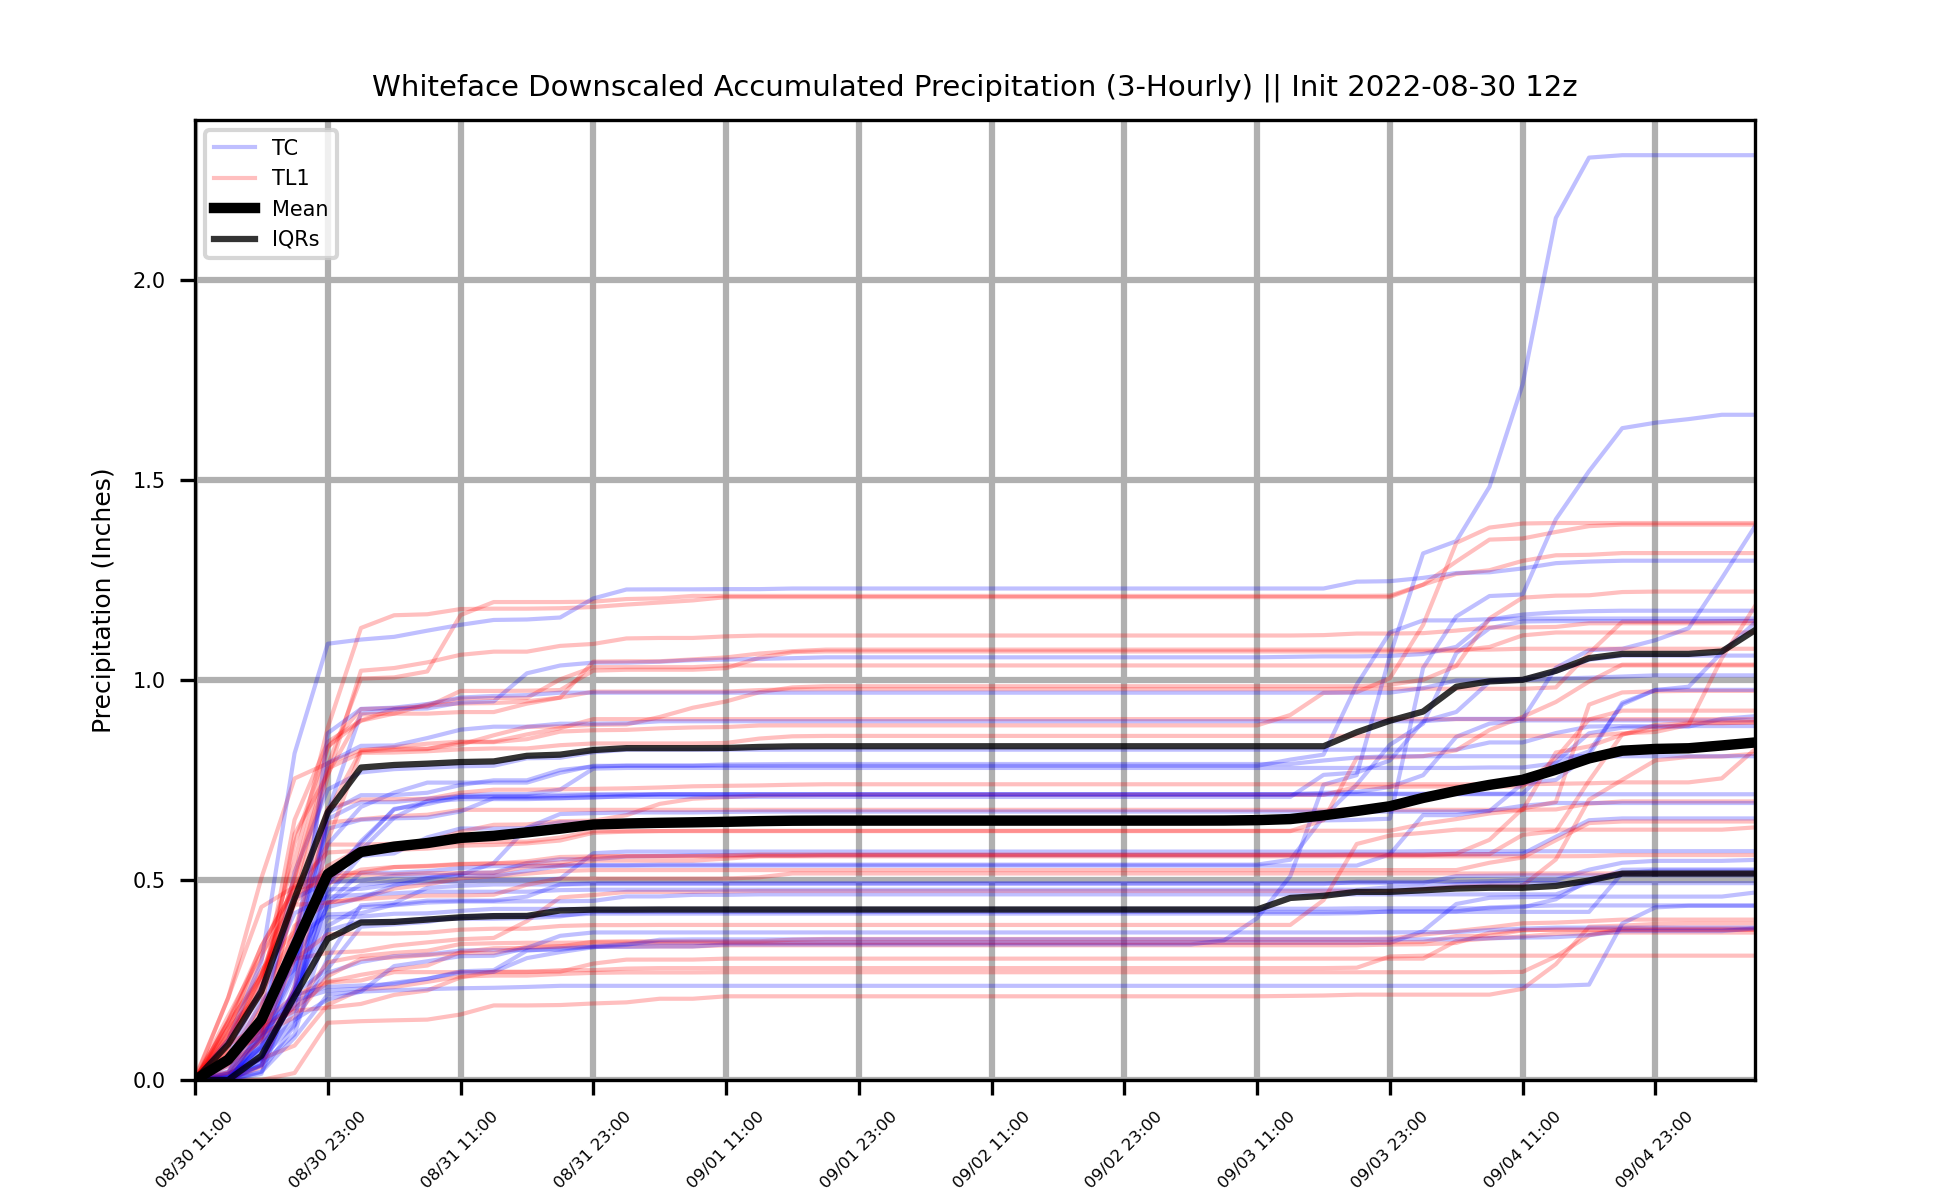 Whiteface Downscaled Accumulated Precipitation (3-Hourly) || Init 2022-08-30 12z
TC
TL1
Mean
IQRs
Precipitation (Inches)
2.0
1.5
1.0
0.5
0.0
08/30 11:00
08/30 23:00
08/31 11:00
08/31 23:00
09/01 11:00
09/01 23:00
09/02 11:00
09/02 23:00
09/03 11:00
09/03 23:00
09/04 11:00
09/04 23:00